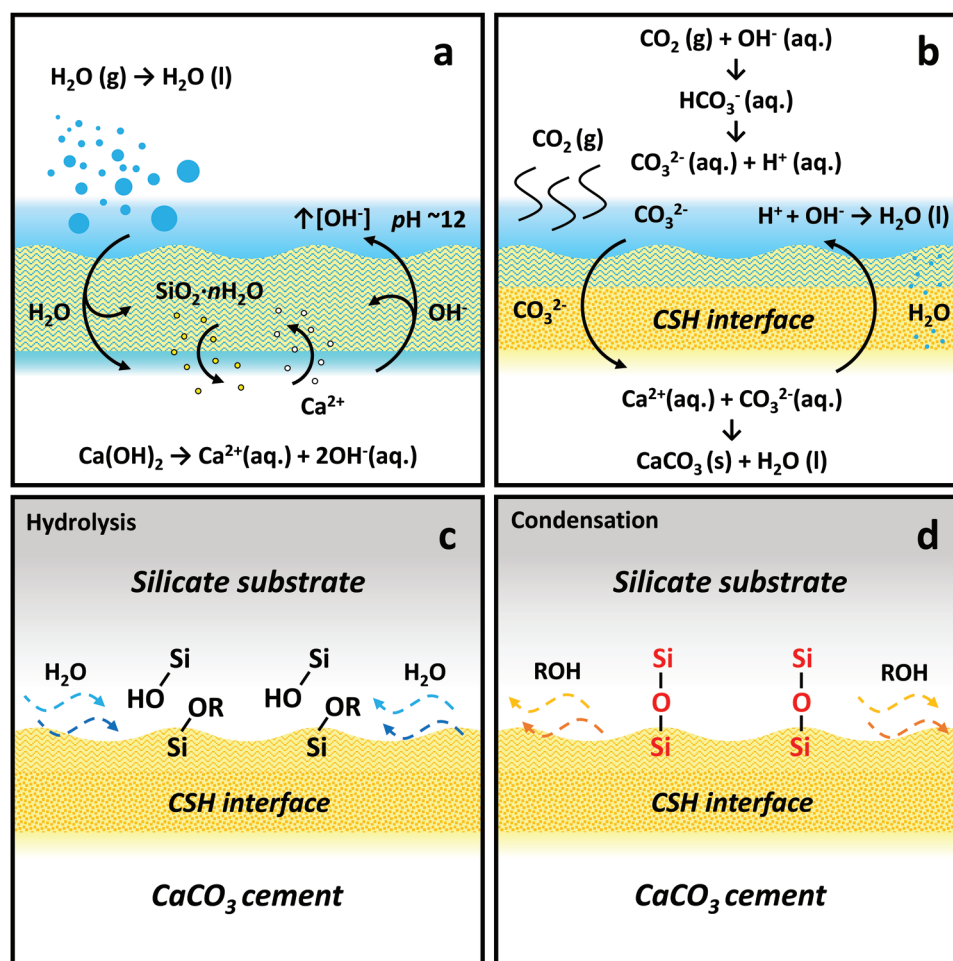 a
H₂O (g) → H₂O (l)
↑[OH⁻] pH ~12
SiO₂·nH₂O
H₂O
OH⁻
Ca²⁺
Ca(OH)₂ → Ca²⁺(aq.) + 2OH⁻(aq.)
b
CO₂ (g) + OH⁻ (aq.)
↓
HCO₃⁻ (aq.)
↓
CO₃²⁻ (aq.) + H⁺ (aq.)
CO₂ (g)
CO₃²⁻
H⁺ + OH⁻ → H₂O (l)
CO₃²⁻
CSH interface
H₂O
Ca²⁺(aq.) + CO₃²⁻(aq.)
↓
CaCO₃ (s) + H₂O (l)
Hydrolysis
c
Silicate substrate
Si
Si
H₂O
H₂O
HO
HO
OR
OR
Si
Si
CSH interface
CaCO₃ cement
Condensation
d
Silicate substrate
Si
Si
ROH
ROH
O
O
Si
Si
CSH interface
CaCO₃ cement